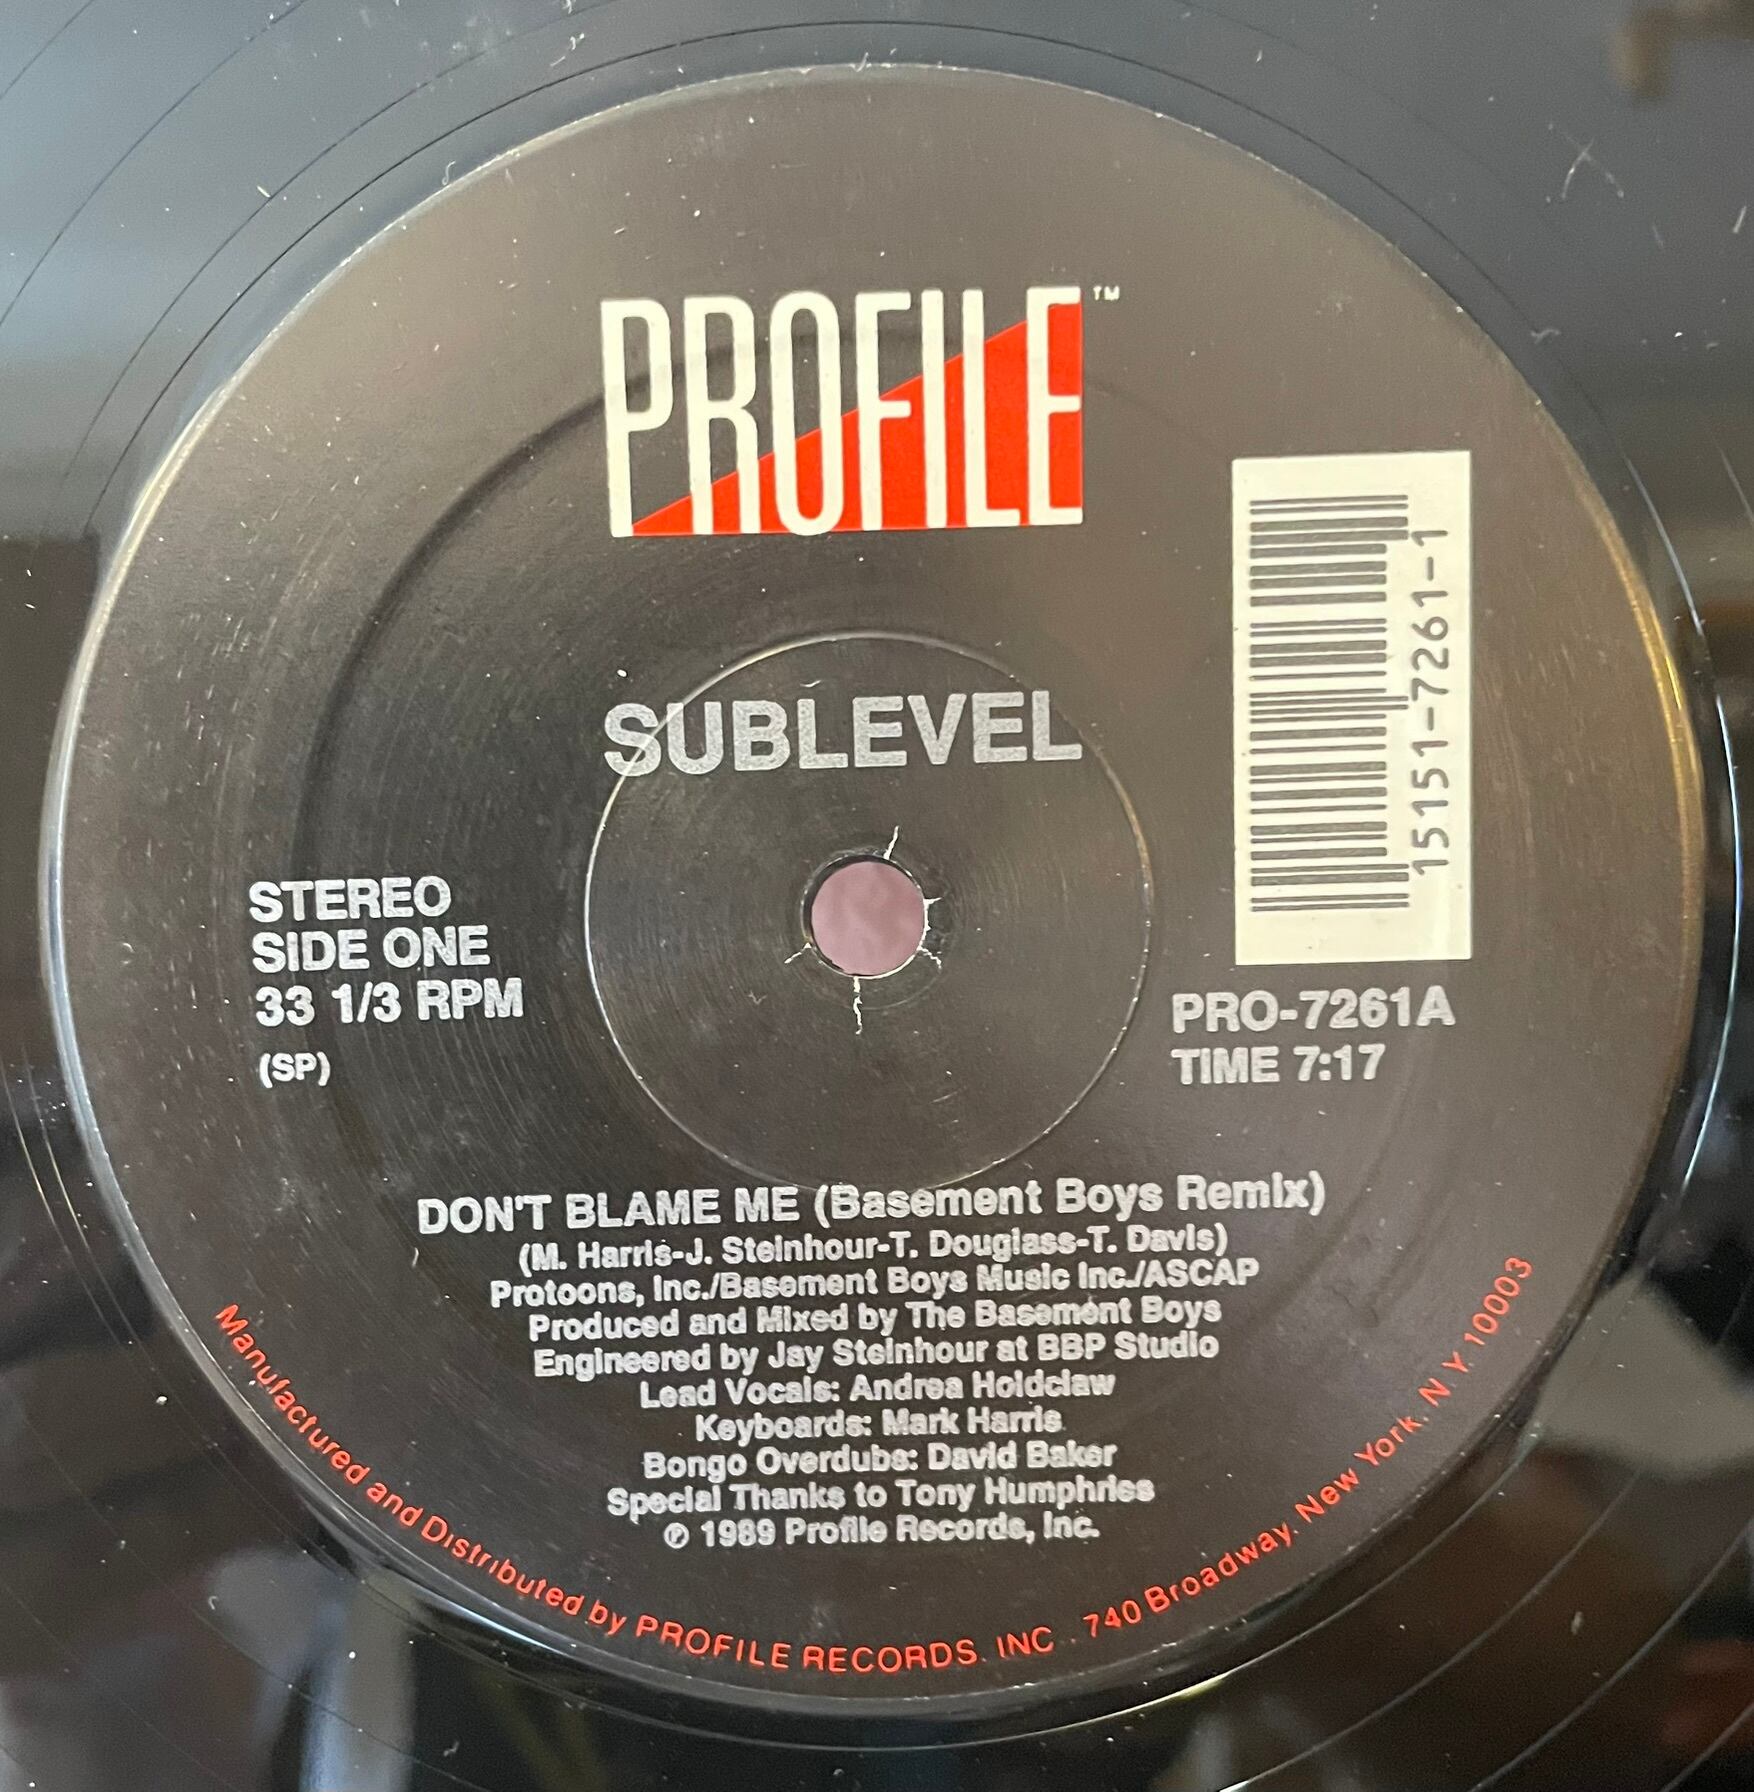 PROFILE™
SUBLEVEL
STEREO
SIDE ONE
33 1/3 RPM
(SP)
15151-7261-1
PRO-7261A
TIME 7:17
DON'T BLAME ME (Basement Boys Remix)
(M. Harris-J. Steinhour-T. Douglass-T. Davis)
Protoons, Inc./Basement Boys Music Inc./ASCAP
Produced and Mixed by The Basement Boys
Engineered by Jay Steinhour at BBP Studio
Lead Vocals: Andrea Holdclaw
Keyboards: Mark Harris
Bongo Overdubs: David Baker
Special Thanks to Tony Humphries
℗ 1989 Profile Records, Inc.
Manufactured and Distributed by PROFILE RECORDS, INC. . 740 Broadway, New York, N.Y. 10003